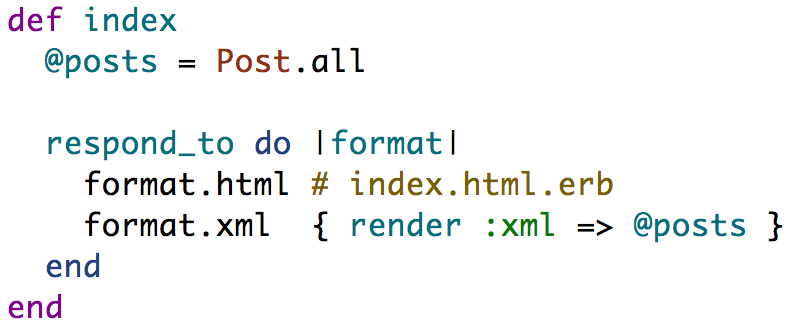 def index
  @posts = Post.all

  respond_to do |format|
    format.html # index.html.erb
    format.xml  { render :xml => @posts }
  end
end